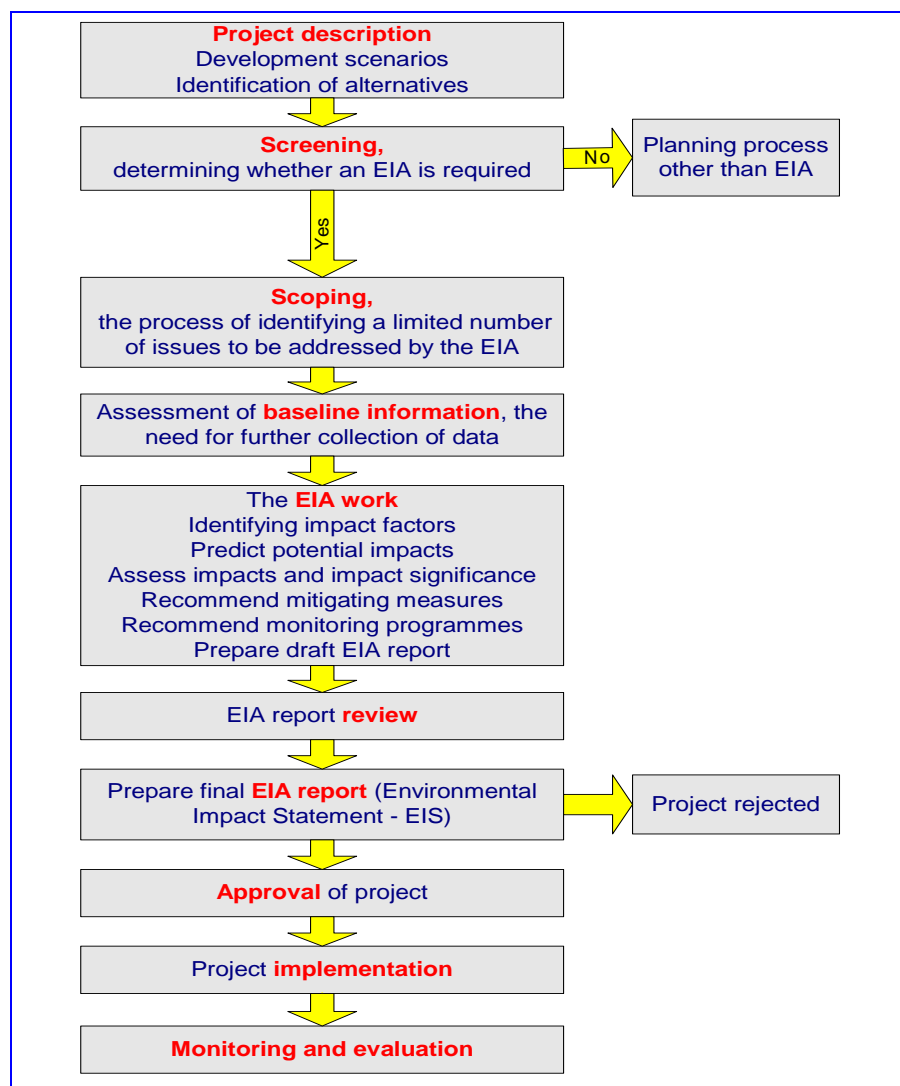 Project description
Development scenarios
Identification of alternatives
Screening,
determining whether an EIA is required
No
Planning process
other than EIA
Yes
Scoping,
the process of identifying a limited number
of issues to be addressed by the EIA
Assessment of baseline information, the
need for further collection of data
The EIA work
Identifying impact factors
Predict potential impacts
Assess impacts and impact significance
Recommend mitigating measures
Recommend monitoring programmes
Prepare draft EIA report
EIA report review
Prepare final EIA report (Environmental
Impact Statement - EIS)
Project rejected
Approval of project
Project implementation
Monitoring and evaluation